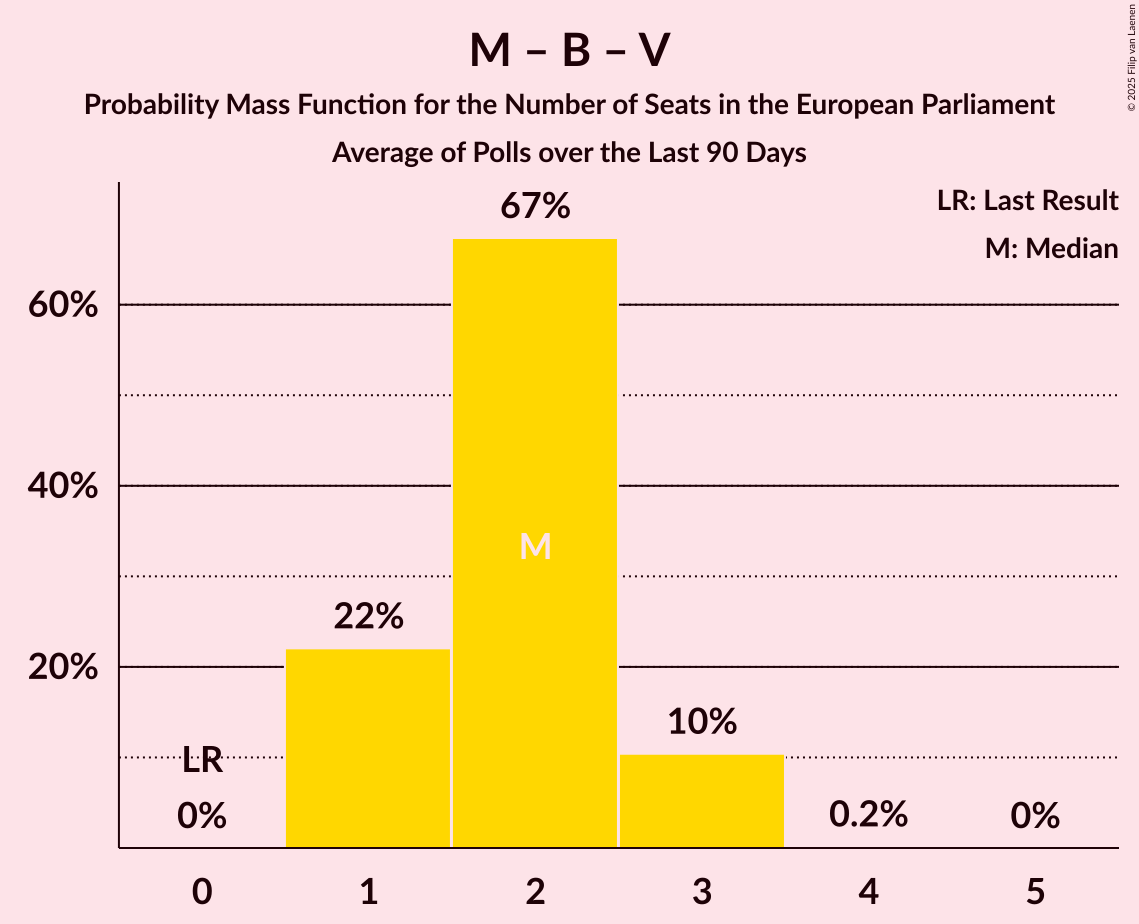 M – B – V
Probability Mass Function for the Number of Seats in the European Parliament
Average of Polls over the Last 90 Days
© 2025 Filip van Laenen
LR: Last Result
M: Median
67%
60%
40%
M
22%
20%
10%
LR
0%
0.2%
0%
0 1 2 3 4 5